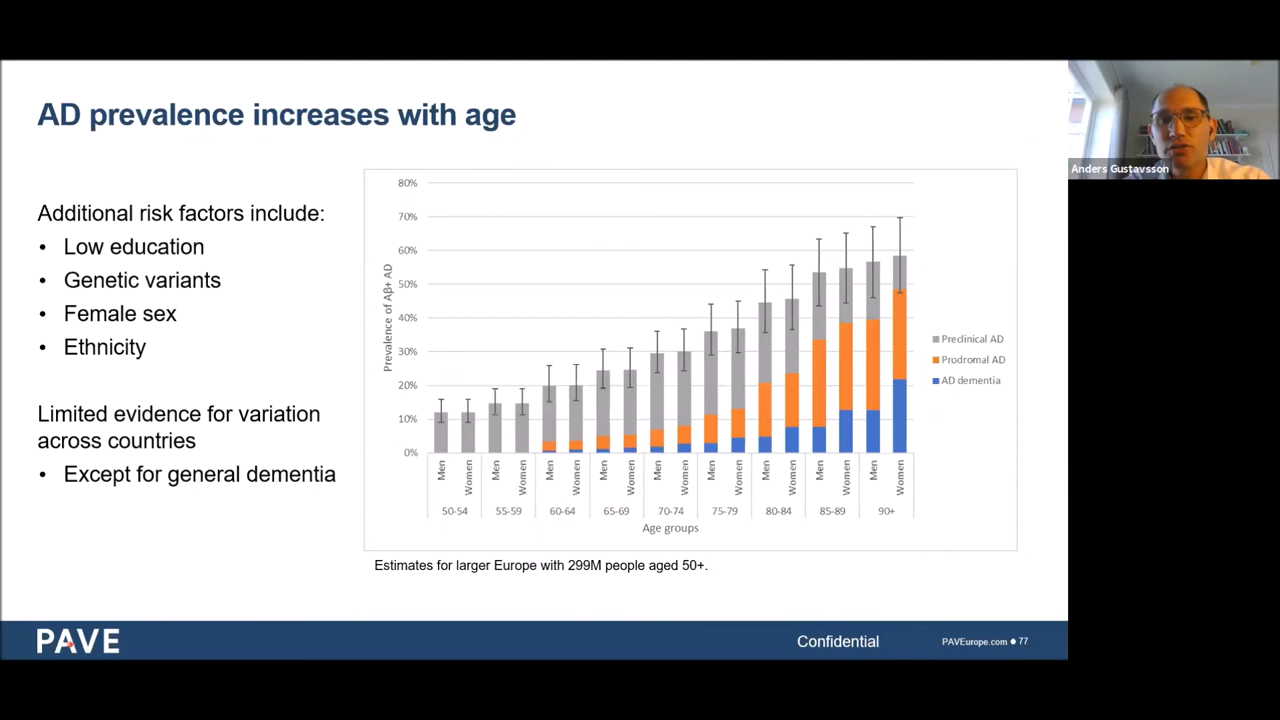 AD prevalence increases with age
Anders Gustavsson
Additional risk factors include:
• Low education
• Genetic variants
• Female sex
• Ethnicity
Limited evidence for variation
across countries
• Except for general dementia
Prevalence of Aβ+ AD
80%
70%
60%
50%
40%
30%
20%
10%
0%
Men Women Men Women Men Women Men Women Men Women Men Women Men Women Men Women Men Women
50-54 55-59 60-64 65-69 70-74 75-79 80-84 85-89 90+
Age groups
Preclinical AD
Prodromal AD
AD dementia
Estimates for larger Europe with 299M people aged 50+.
PAVE
Confidential
PAVEurope.com ● 77